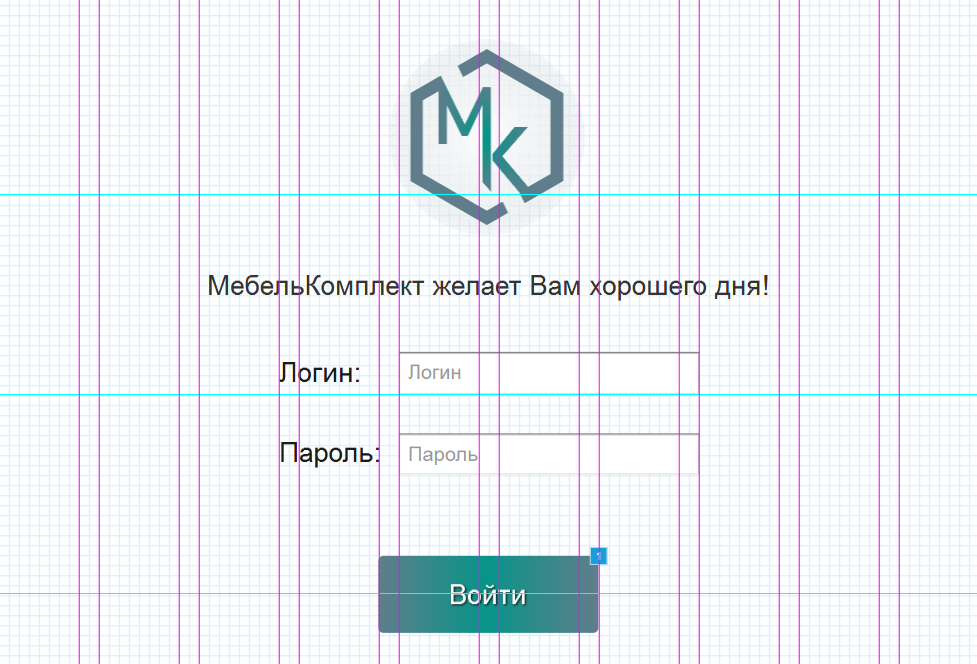 МК
МебельКомплект желает Вам хорошего дня!
Логин: Логин
Пароль: Пароль
1
Войти